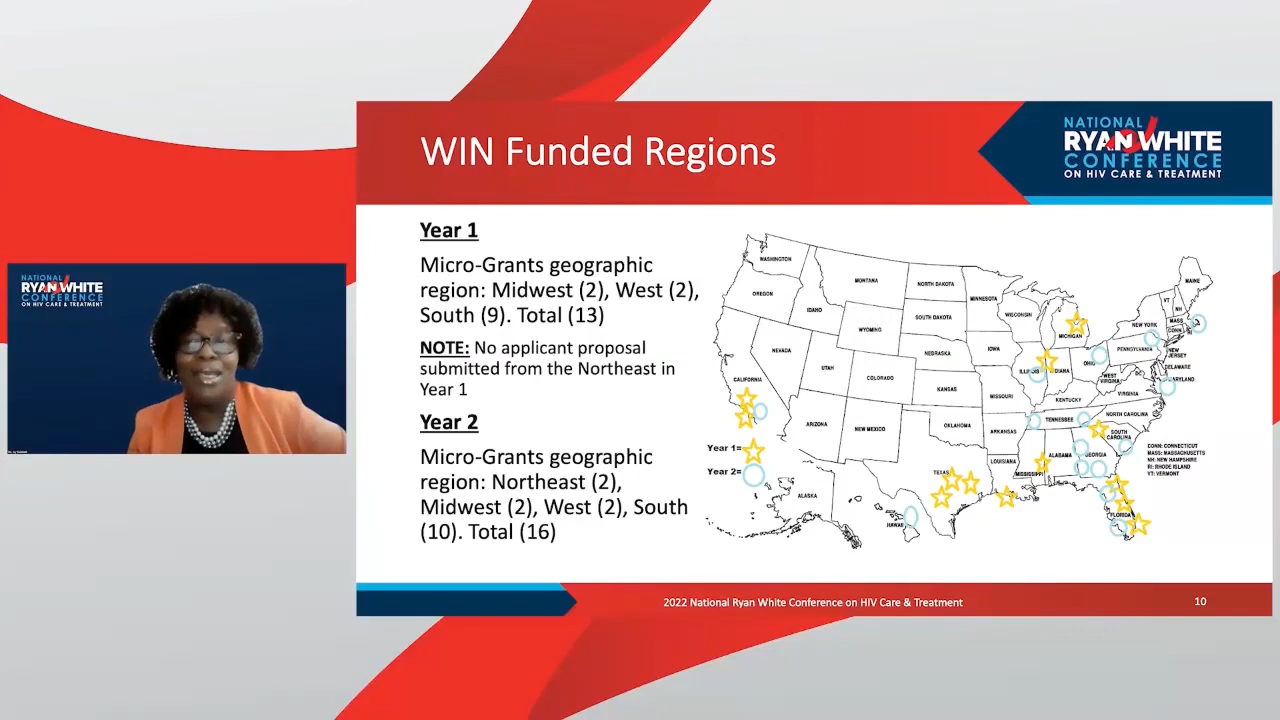 WIN Funded Regions
NATIONAL
RYAN WHITE
CONFERENCE
ON HIV CARE & TREATMENT
Year 1
Micro-Grants geographic
region: Midwest (2), West (2),
South (9). Total (13)
NOTE: No applicant proposal
submitted from the Northeast in
Year 1
Year 2
Micro-Grants geographic
region: Northeast (2),
Midwest (2), West (2), South
(10). Total (16)
WASHINGTON
OREGON
IDAHO
MONTANA
NORTH DAKOTA
SOUTH DAKOTA
MINNESOTA
WISCONSIN
MICHIGAN
WYOMING
NEVADA
UTAH
COLORADO
NEBRASKA
IOWA
KANSAS
MISSOURI
CALIFORNIA
ARIZONA
NEW MEXICO
OKLAHOMA
ARKANSAS
TEXAS
LOUISIANA
MISSISSIPPI
ALABAMA
GEORGIA
FLORIDA
TENNESSEE
KENTUCKY
NORTH CAROLINA
SOUTH
CAROLINA
VIRGINIA
WEST
VIRGINIA
PENNSYLVANIA
NEW YORK
MAINE
VT
NH
MASS
CONN
NEW
JERSEY
DELAWARE
ALASKA
Year 1=
Year 2=
CONN: CONNECTICUT
MASS: MASSACHUSETTS
NH: NEW HAMPSHIRE
RI: RHODE ISLAND
VT: VERMONT
2022 National Ryan White Conference on HIV Care & Treatment
10
NATIONAL
RYAN WHITE
CONFERENCE
ON HIV CARE & TREATMENT